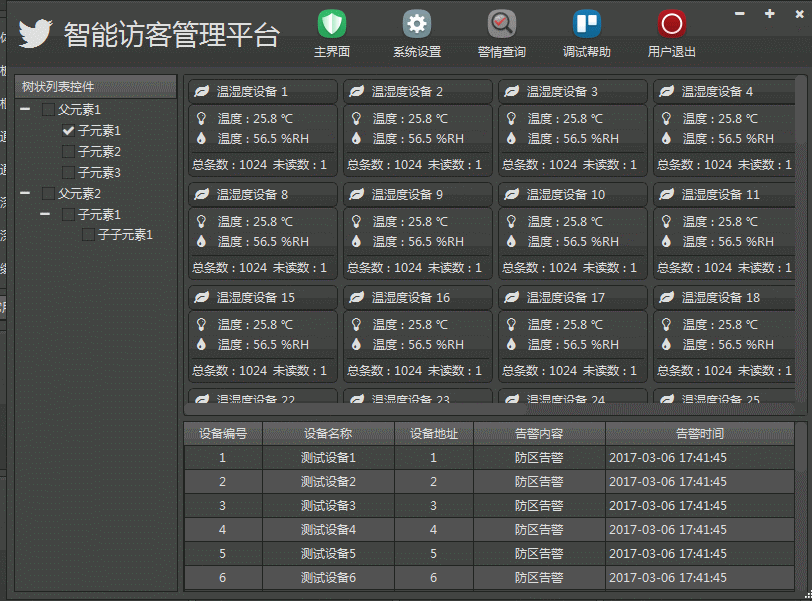 智能访客管理平台
主界面 系统设置 警情查询 调试帮助 用户退出
树状列表控件
父元素1
子元素1
子元素2
子元素3
父元素2
子元素1
子子元素1
温湿度设备 1 温湿度设备 2 温湿度设备 3 温湿度设备 4
温度 : 25.8 ℃ 温度 : 25.8 ℃ 温度 : 25.8 ℃ 温度 : 25.8 ℃
温度 : 56.5 %RH 温度 : 56.5 %RH 温度 : 56.5 %RH 温度 : 56.5 %RH
总条数 : 1024 未读数 : 1 总条数 : 1024 未读数 : 1 总条数 : 1024 未读数 : 1 总条数 : 1024 未读数 : 1
温湿度设备 8 温湿度设备 9 温湿度设备 10 温湿度设备 11
温度 : 25.8 ℃ 温度 : 25.8 ℃ 温度 : 25.8 ℃ 温度 : 25.8 ℃
温度 : 56.5 %RH 温度 : 56.5 %RH 温度 : 56.5 %RH 温度 : 56.5 %RH
总条数 : 1024 未读数 : 1 总条数 : 1024 未读数 : 1 总条数 : 1024 未读数 : 1 总条数 : 1024 未读数 : 1
温湿度设备 15 温湿度设备 16 温湿度设备 17 温湿度设备 18
温度 : 25.8 ℃ 温度 : 25.8 ℃ 温度 : 25.8 ℃ 温度 : 25.8 ℃
温度 : 56.5 %RH 温度 : 56.5 %RH 温度 : 56.5 %RH 温度 : 56.5 %RH
总条数 : 1024 未读数 : 1 总条数 : 1024 未读数 : 1 总条数 : 1024 未读数 : 1 总条数 : 1024 未读数 : 1
温湿度设备 22 温湿度设备 23 温湿度设备 24 温湿度设备 25
设备编号 设备名称 设备地址 告警内容 告警时间
1 测试设备1 1 防区告警 2017-03-06 17:41:45
2 测试设备2 2 防区告警 2017-03-06 17:41:45
3 测试设备3 3 防区告警 2017-03-06 17:41:45
4 测试设备4 4 防区告警 2017-03-06 17:41:45
5 测试设备5 5 防区告警 2017-03-06 17:41:45
6 测试设备6 6 防区告警 2017-03-06 17:41:45